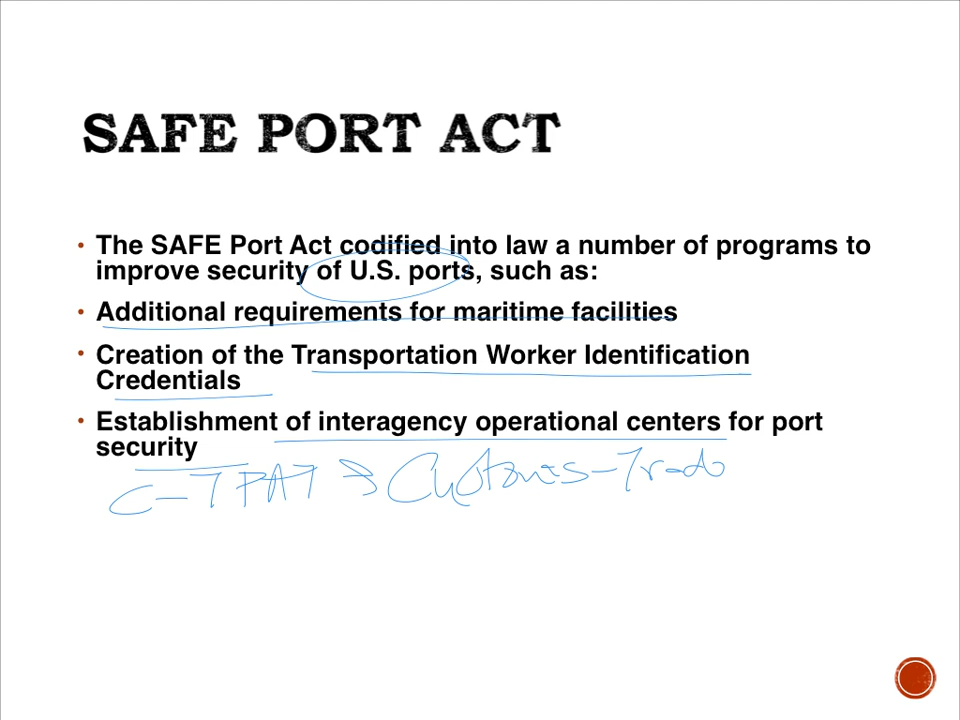 SAFE PORT ACT
• The SAFE Port Act codified into law a number of programs to
improve security of U.S. ports, such as:
• Additional requirements for maritime facilities
• Creation of the Transportation Worker Identification
Credentials
• Establishment of interagency operational centers for port
security
C-TPAT → Customs-Trade